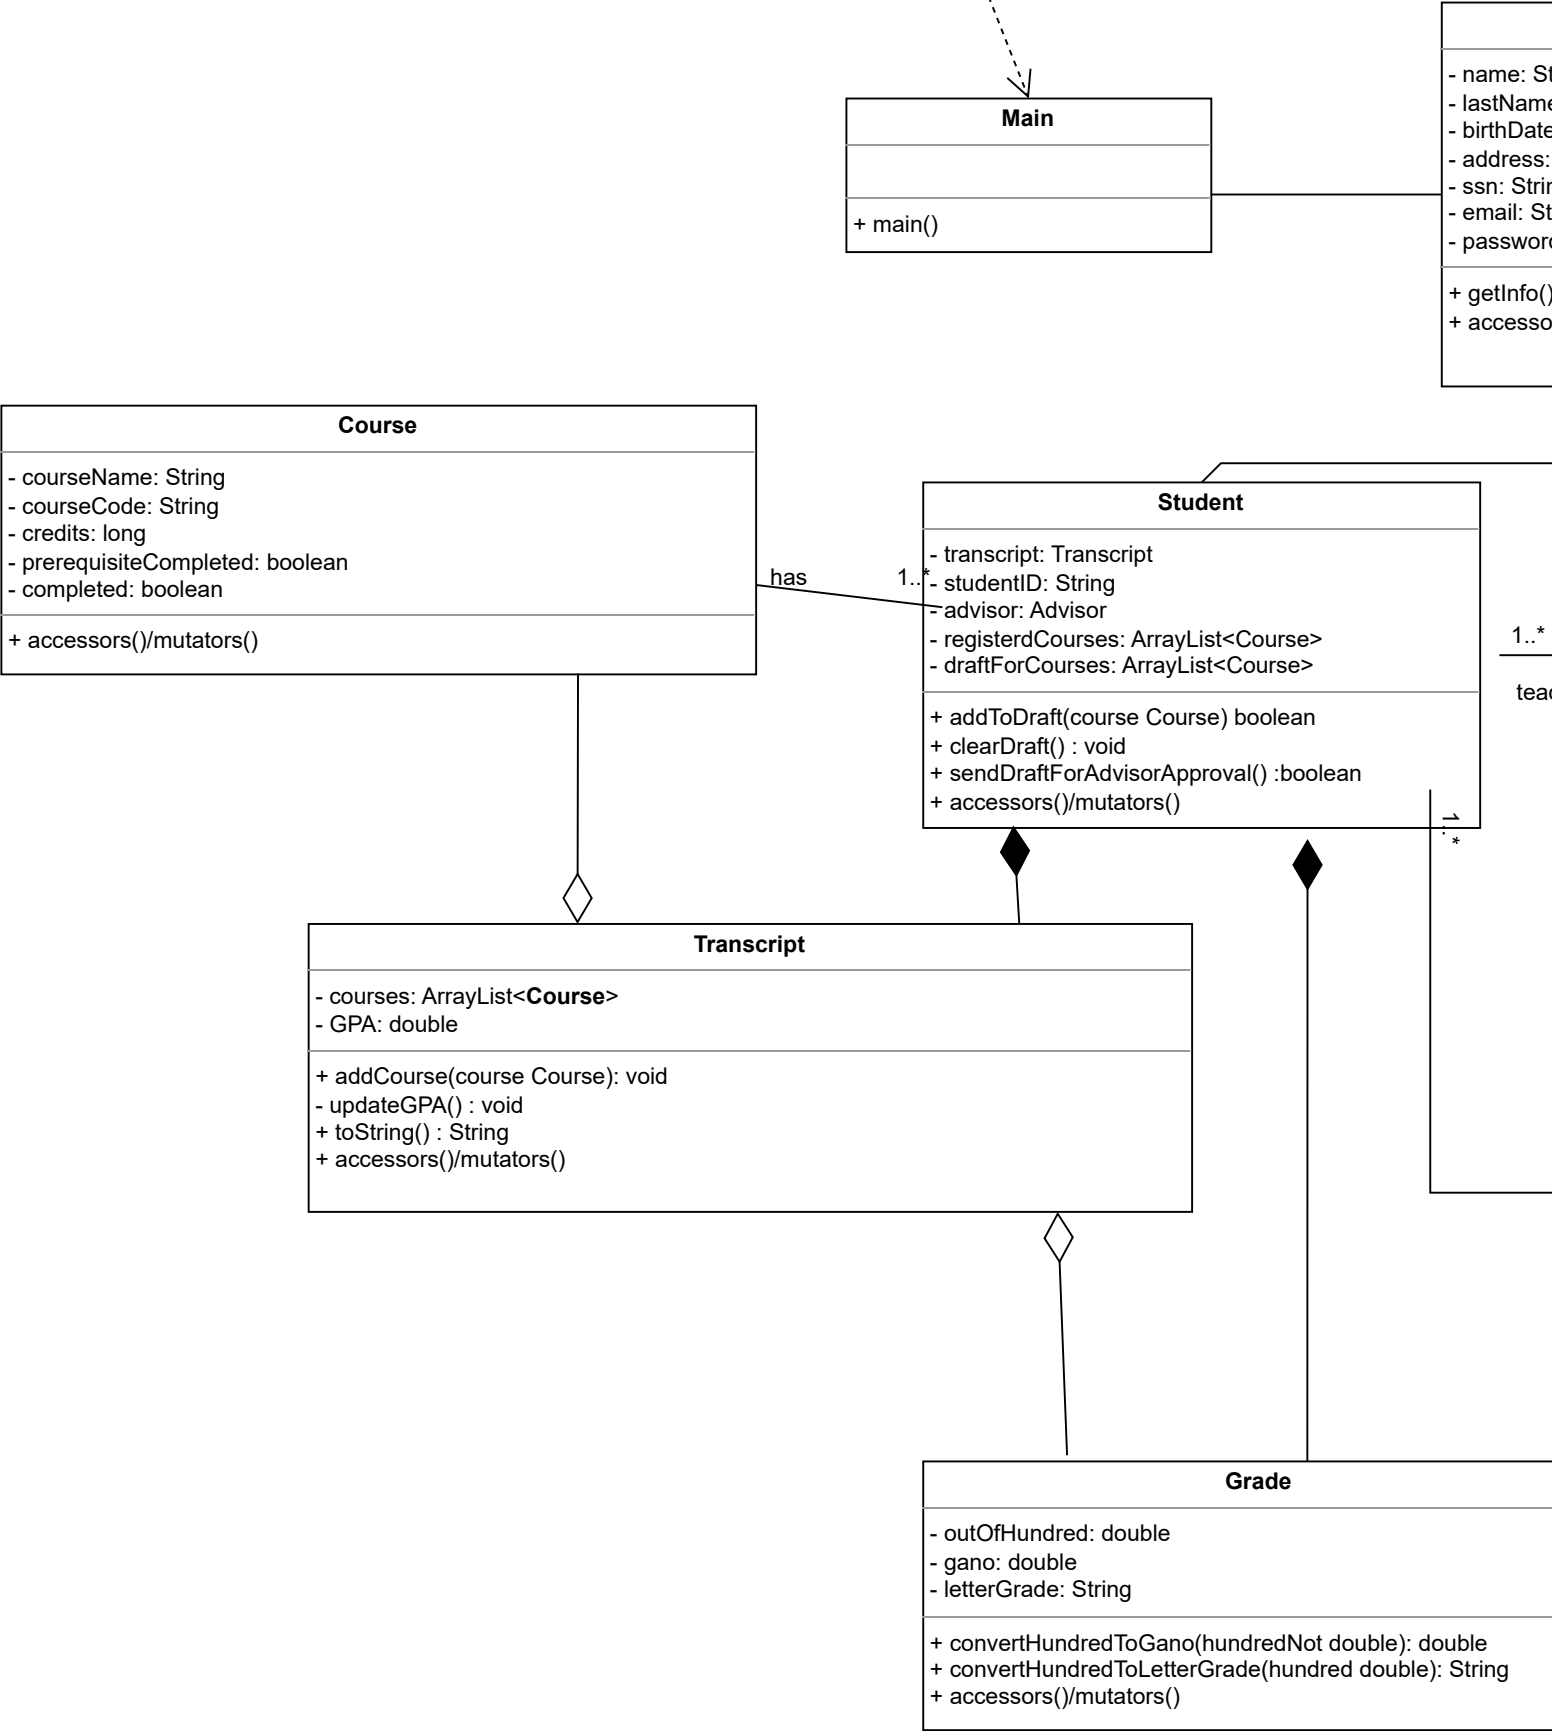 Main
+ main()
- name: St
- lastName
- birthDate
- address:
- ssn: Strin
- email: St
- password
+ getInfo()
+ accesso
Course
- courseName: String
- courseCode: String
- credits: long
- prerequisiteCompleted: boolean
- completed: boolean
+ accessors()/mutators()
has
1..*
Student
- transcript: Transcript
- studentID: String
- advisor: Advisor
- registerdCourses: ArrayList<Course>
- draftForCourses: ArrayList<Course>
+ addToDraft(course Course) boolean
+ clearDraft() : void
+ sendDraftForAdvisorApproval() :boolean
+ accessors()/mutators()
1..*
teac
1..*
Transcript
- courses: ArrayList<Course>
- GPA: double
+ addCourse(course Course): void
- updateGPA() : void
+ toString() : String
+ accessors()/mutators()
Grade
- outOfHundred: double
- gano: double
- letterGrade: String
+ convertHundredToGano(hundredNot double): double
+ convertHundredToLetterGrade(hundred double): String
+ accessors()/mutators()